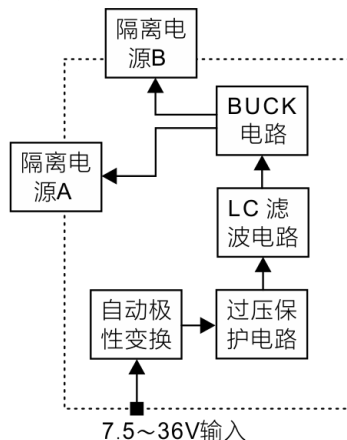 隔离电
源B
BUCK
电路
隔离电
源A
LC 滤
波电路
自动极
性变换
过压保
护电路
7.5～36V输入